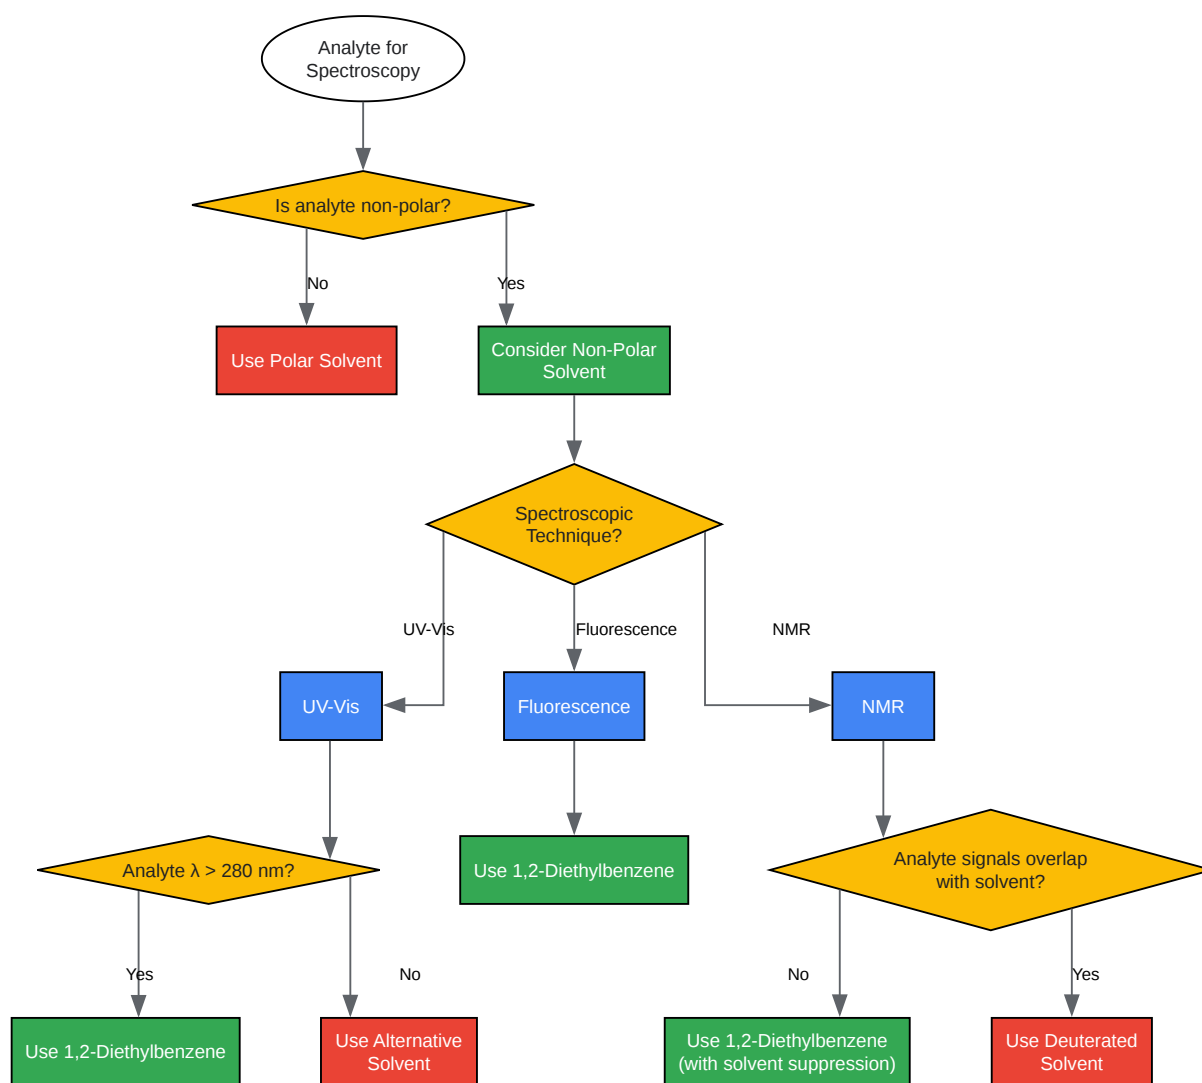 Analyte for
Spectroscopy
Is analyte non-polar?
No
Yes
Use Polar Solvent
Consider Non-Polar
Solvent
Spectroscopic
Technique?
UV-Vis
Fluorescence
NMR
UV-Vis
Fluorescence
NMR
Analyte λ > 280 nm?
Use 1,2-Diethylbenzene
Analyte signals overlap
with solvent?
Yes
No
No
Yes
Use 1,2-Diethylbenzene
Use Alternative
Solvent
Use 1,2-Diethylbenzene
(with solvent suppression)
Use Deuterated
Solvent